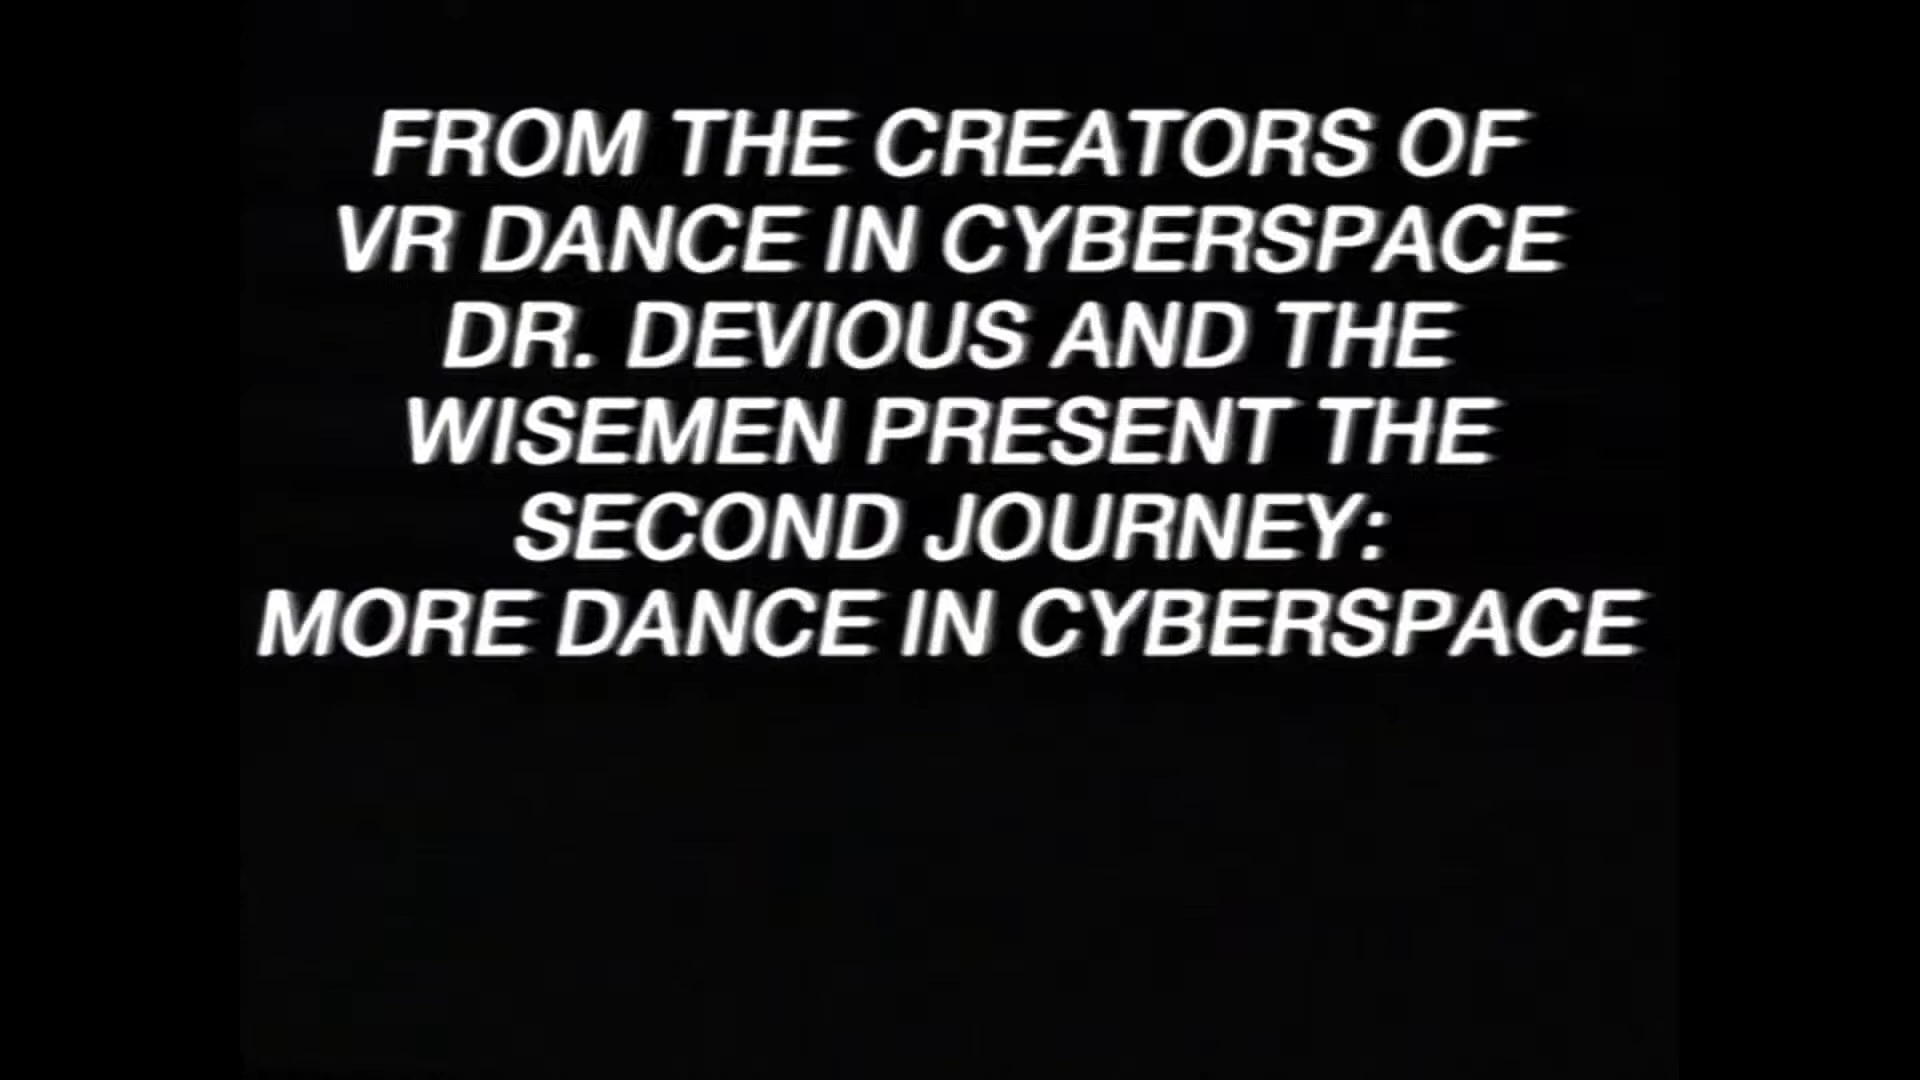 FROM THE CREATORS OF
VR DANCE IN CYBERSPACE
DR. DEVIOUS AND THE
WISEMEN PRESENT THE
SECOND JOURNEY:
MORE DANCE IN CYBERSPACE